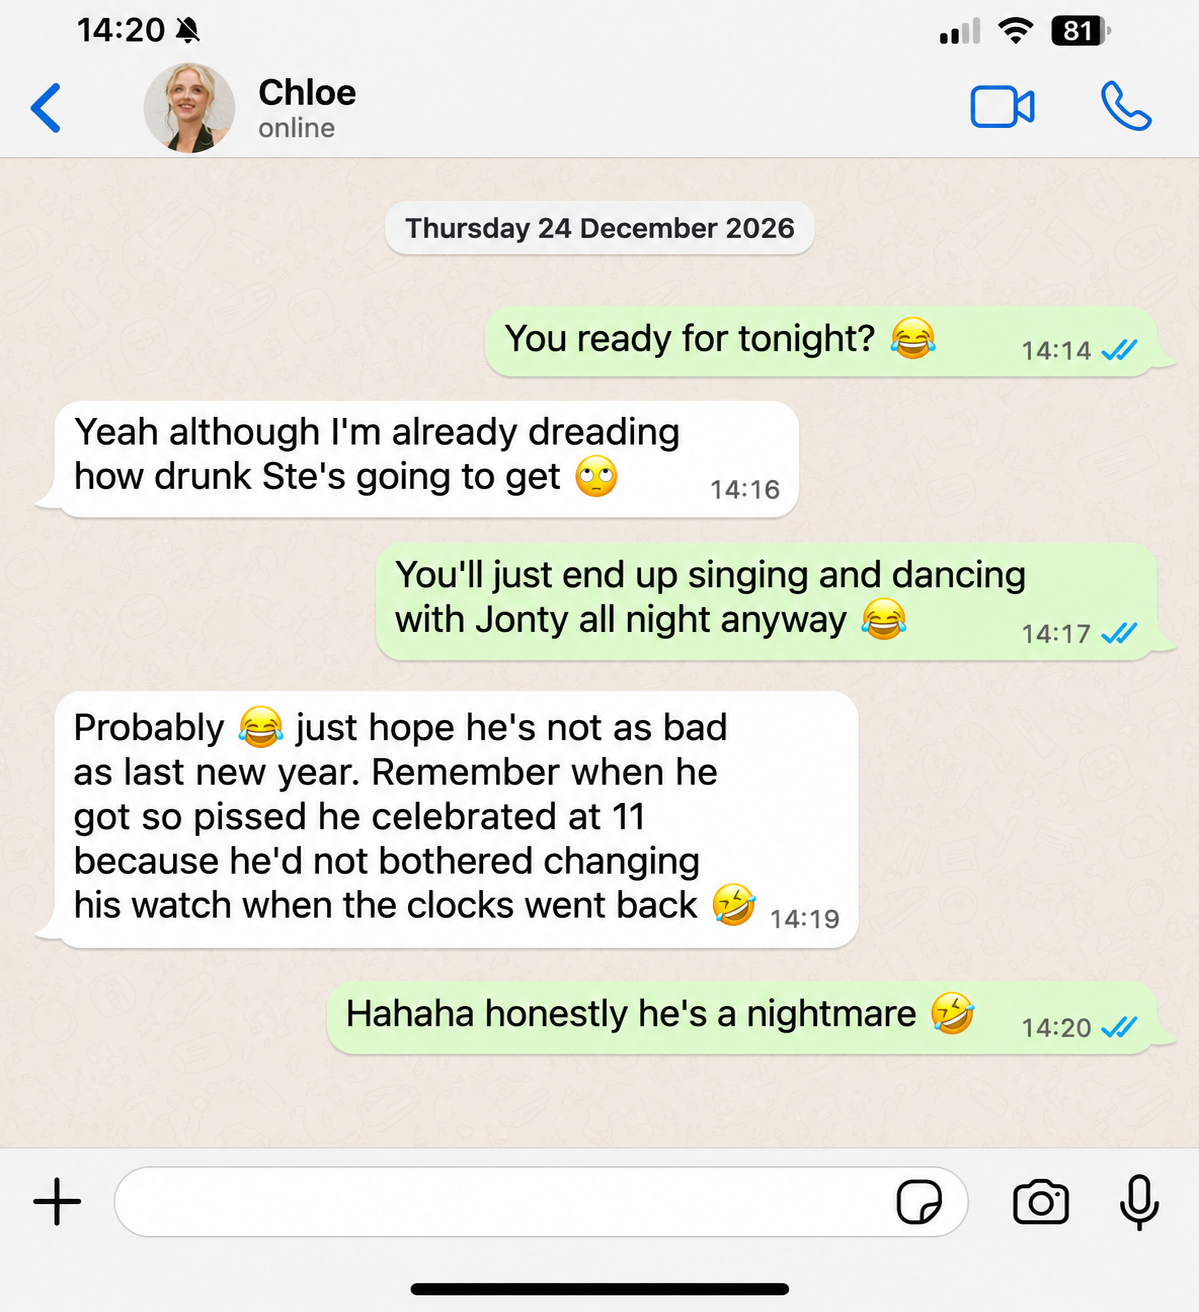 14:20
81
Chloe
online
Thursday 24 December 2026
You ready for tonight? 😂
14:14
Yeah although I'm already dreading
how drunk Ste's going to get 🙄
14:16
You'll just end up singing and dancing
with Jonty all night anyway 😂
14:17
Probably 😂 just hope he's not as bad
as last new year. Remember when he
got so pissed he celebrated at 11
because he'd not bothered changing
his watch when the clocks went back 🤣
14:19
Hahaha honestly he's a nightmare 🤣
14:20